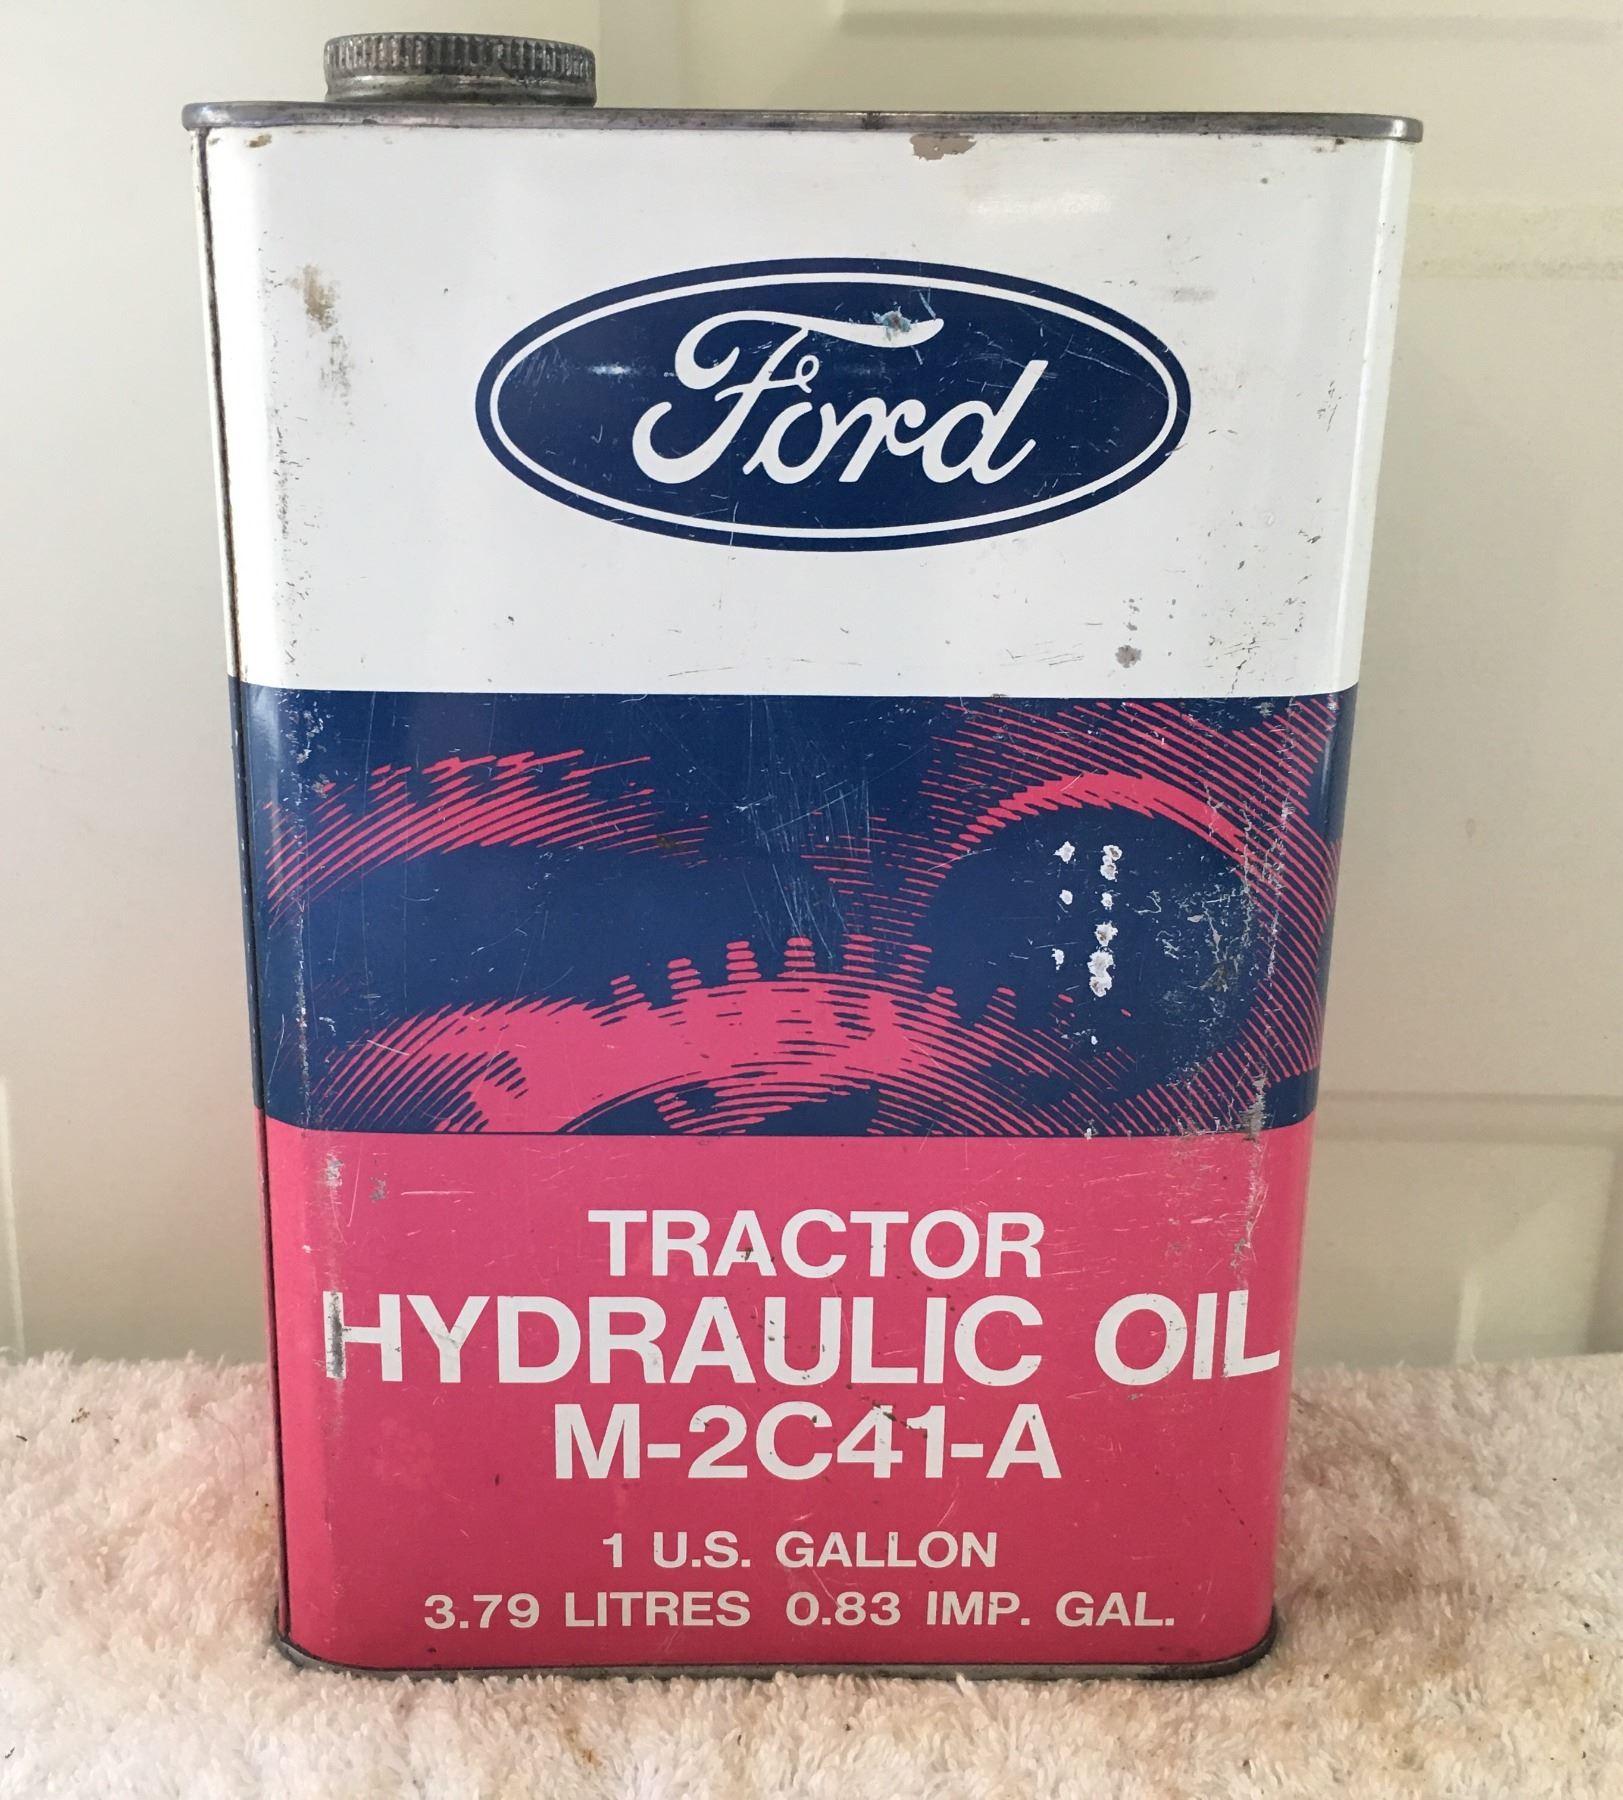 Ford
TRACTOR
HYDRAULIC OIL
M-2C41-A
1 U.S. GALLON
3.79 LITRES 0.83 IMP. GAL.